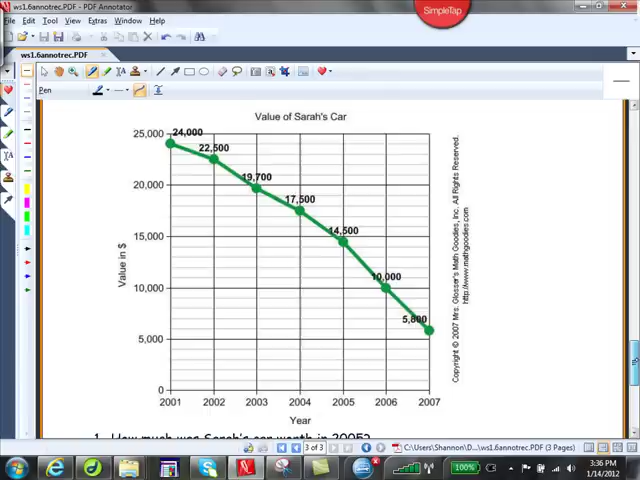 ws1.6annotrec.PDF - PDF Annotator
SimpleTap
File Edit Tool View Extras Window Help
ws1.6annotrec.PDF
Pen
Value of Sarah's Car
25,000
20,000
15,000
10,000
5,000
0
Value in $
24,000
22,500
19,700
17,500
14,500
10,000
5,800
2001 2002 2003 2004 2005 2006 2007
Year
Copyright © 2007 Mrs. Glosser's Math Goodies, Inc. All Rights Reserved.
http://www.mathgoodies.com
1. How much was Sarah's car worth in 2005?
3 of 3
C:\Users\Shannon\D...\ws1.6annotrec.PDF (3 Pages)
100%
3:36 PM
1/14/2012